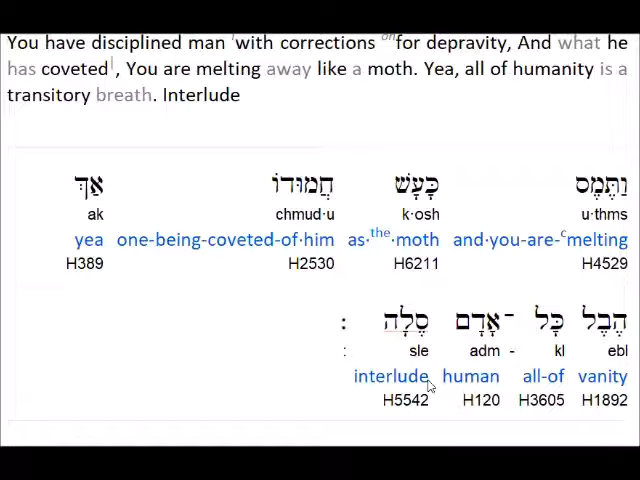 You have disciplined man / with corrections on for depravity, And what he
has coveted|, You are melting away like a moth. Yea, all of humanity is a
transitory breath. Interlude
וַתֶּמֶס כָּעָשׁ חֲמוּדוֹ אַךְ
ak chmud·u k·osh u·thms
yea one-being-coveted-of·him as·the·moth and·you-are-cmelting
H389 H2530 H6211 H4529
הֶבֶל כָּל־אָדָם סֶלָה׃
: sle adm - kl ebl
interlude human all-of vanity
H5542 H120 H3605 H1892